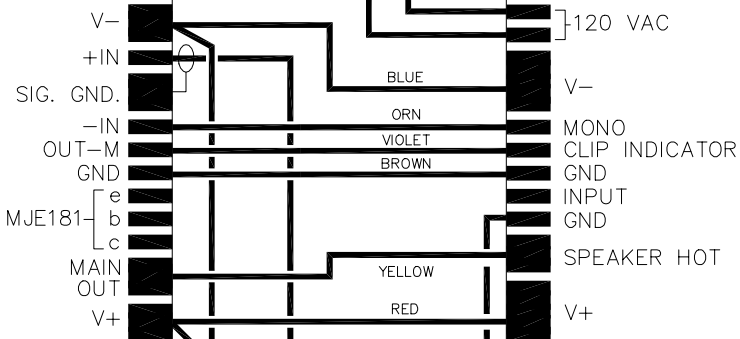 V-
+IN
SIG. GND.
-IN
OUT-M
GND
e
MJE181
b
c
MAIN
OUT
V+
BLUE
ORN
VIOLET
BROWN
YELLOW
RED
120 VAC
V-
MONO
CLIP INDICATOR
GND
INPUT
GND
SPEAKER HOT
V+